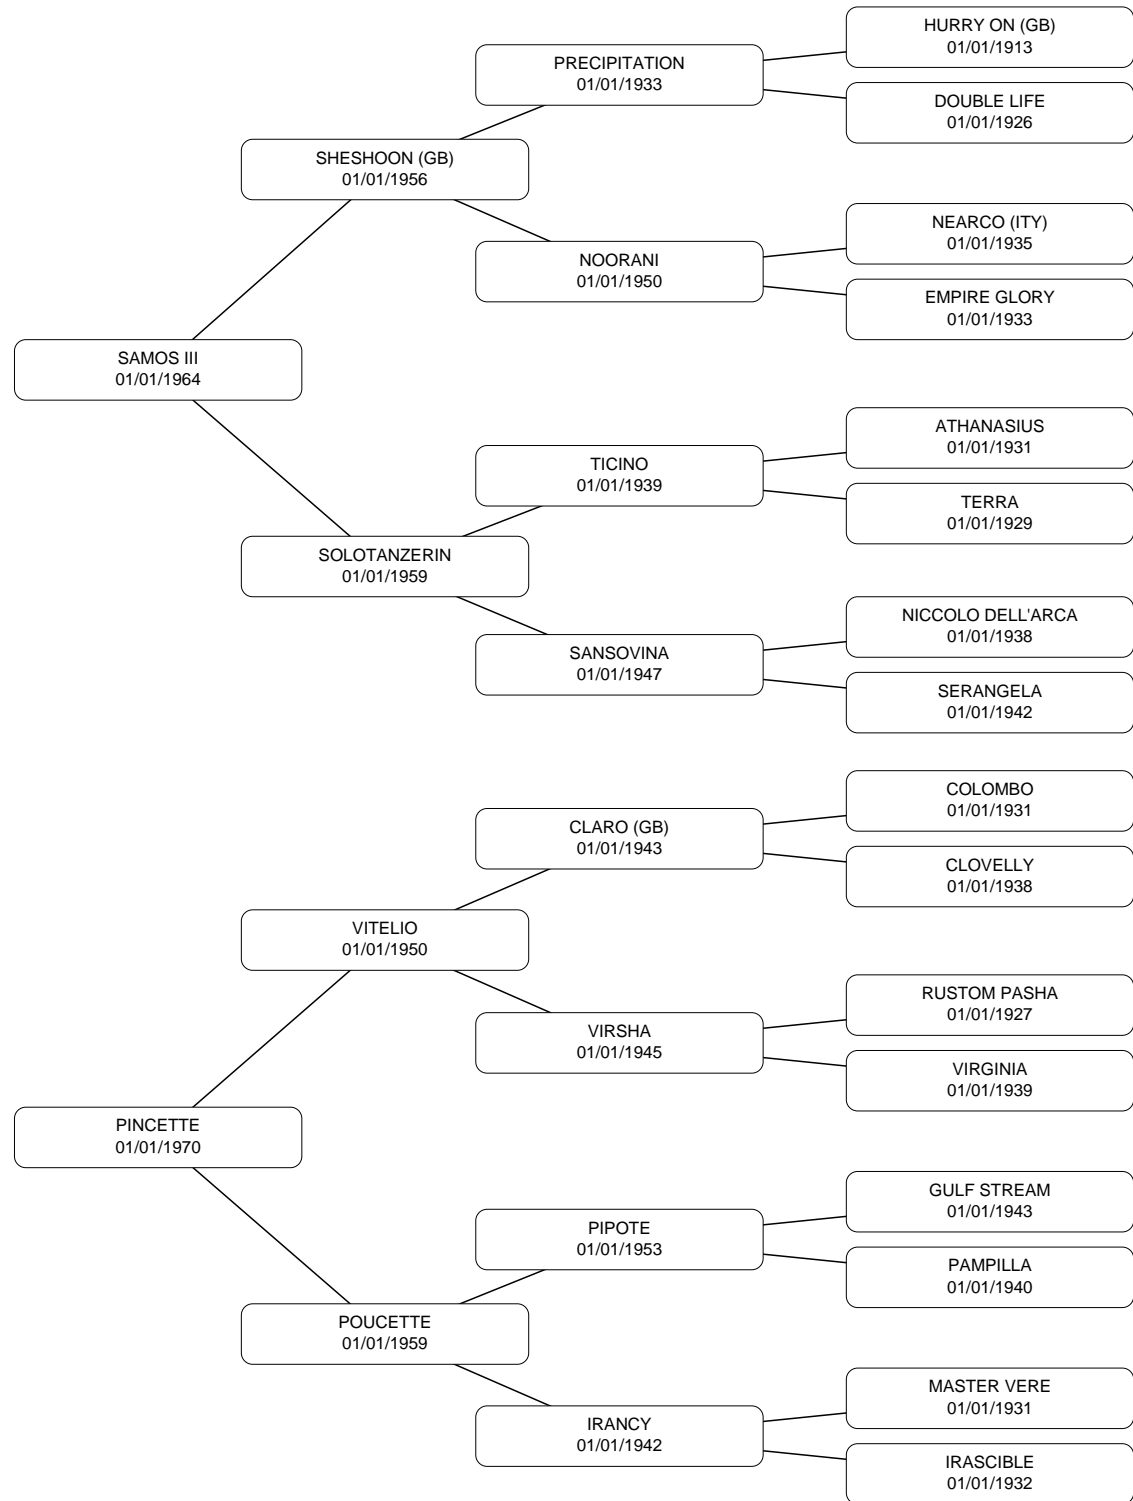 HURRY ON (GB)
01/01/1913
PRECIPITATION
01/01/1933
DOUBLE LIFE
01/01/1926
SHESHOON (GB)
01/01/1956
NEARCO (ITY)
01/01/1935
NOORANI
01/01/1950
EMPIRE GLORY
01/01/1933
SAMOS III
01/01/1964
ATHANASIUS
01/01/1931
TICINO
01/01/1939
TERRA
01/01/1929
SOLOTANZERIN
01/01/1959
NICCOLO DELL'ARCA
01/01/1938
SANSOVINA
01/01/1947
SERANGELA
01/01/1942
COLOMBO
01/01/1931
CLARO (GB)
01/01/1943
CLOVELLY
01/01/1938
VITELIO
01/01/1950
RUSTOM PASHA
01/01/1927
VIRSHA
01/01/1945
VIRGINIA
01/01/1939
PINCETTE
01/01/1970
GULF STREAM
01/01/1943
PIPOTE
01/01/1953
PAMPILLA
01/01/1940
POUCETTE
01/01/1959
MASTER VERE
01/01/1931
IRANCY
01/01/1942
IRASCIBLE
01/01/1932